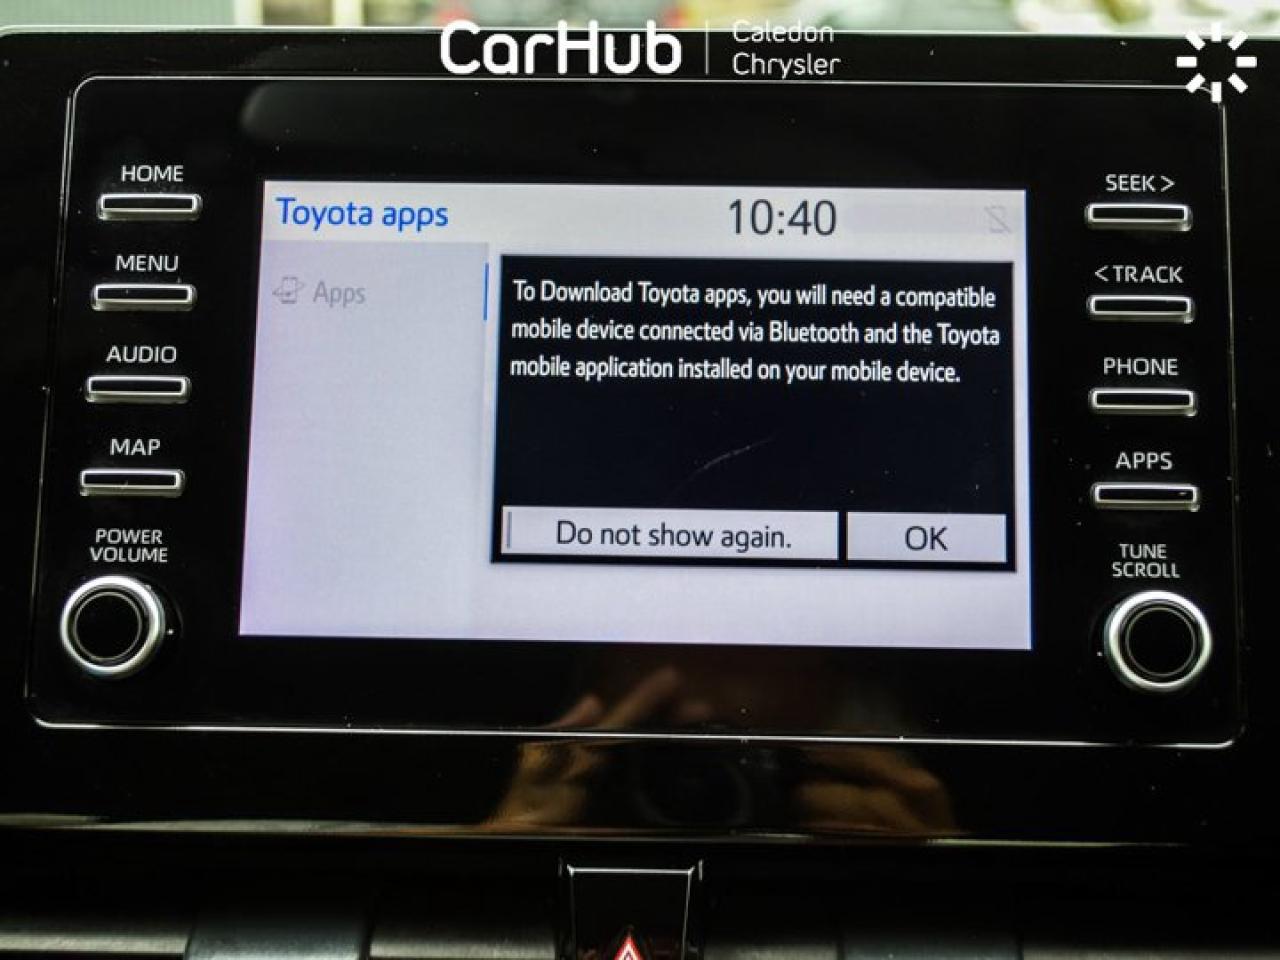 CarHub
Caledon
Chrysler
HOME
MENU
AUDIO
MAP
POWER
VOLUME
Toyota apps
10:40
Apps
To Download Toyota apps, you will need a compatible
mobile device connected via Bluetooth and the Toyota
mobile application installed on your mobile device.
Do not show again.
OK
SEEK >
< TRACK
PHONE
APPS
TUNE
SCROLL